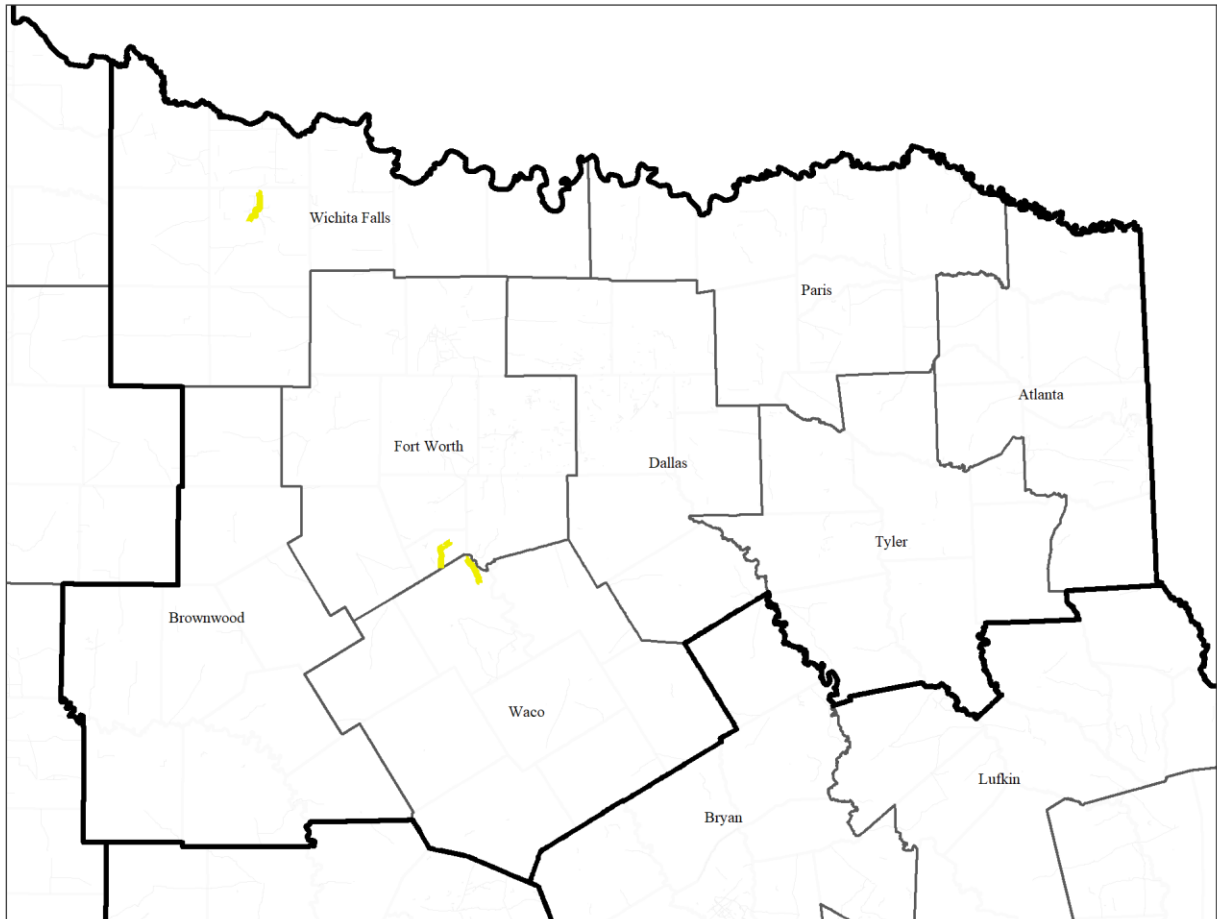 Wichita Falls
Paris
Atlanta
Fort Worth
Dallas
Tyler
Brownwood
Waco
Lufkin
Bryan